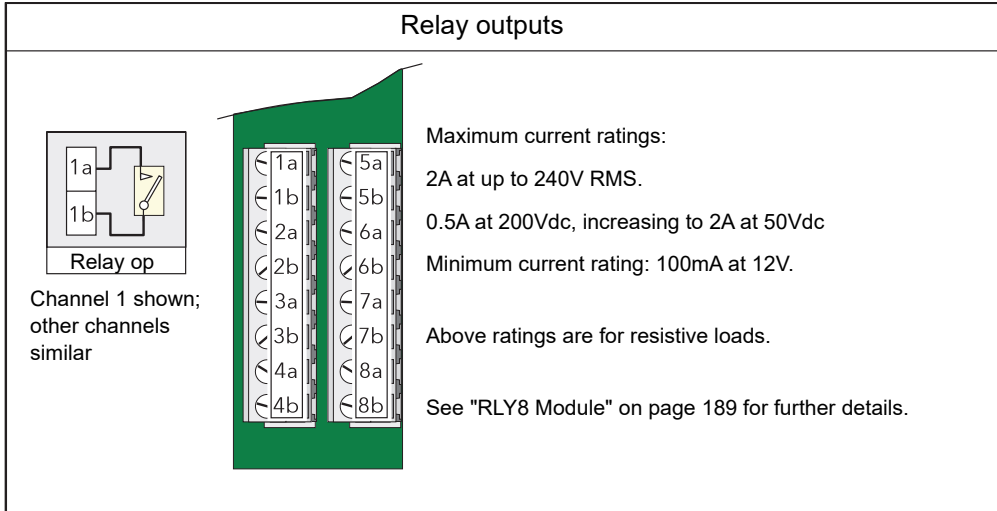 Relay outputs
1a
1b
Relay op
Channel 1 shown;
other channels
similar
1a
1b
2a
2b
3a
3b
4a
4b
5a
5b
6a
6b
7a
7b
8a
8b
Maximum current ratings:
2A at up to 240V RMS.
0.5A at 200Vdc, increasing to 2A at 50Vdc
Minimum current rating: 100mA at 12V.
Above ratings are for resistive loads.
See "RLY8 Module" on page 189 for further details.